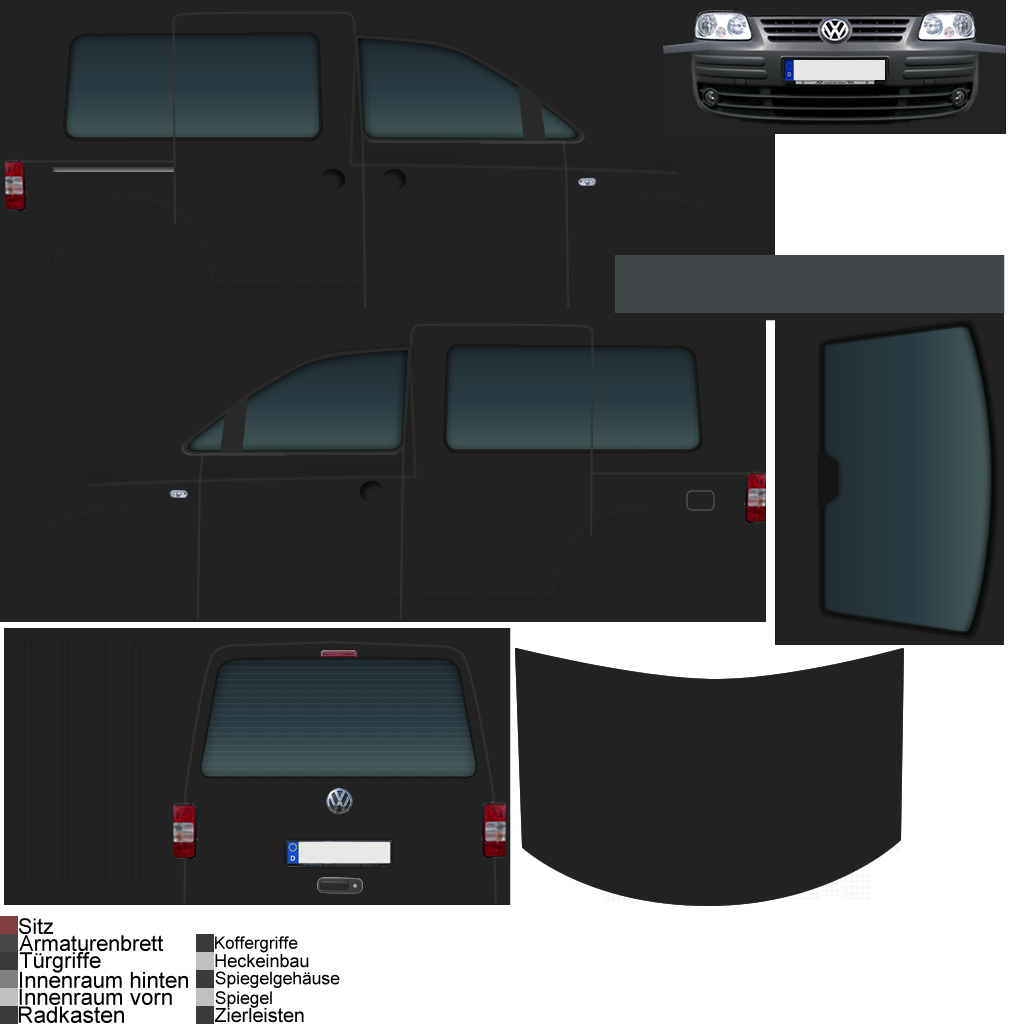 D
D
Sitz
Armaturenbrett
Türgriffe
Innenraum hinten
Innenraum vorn
Radkasten
Koffergriffe
Heckeinbau
Spiegelgehäuse
Spiegel
Zierleisten